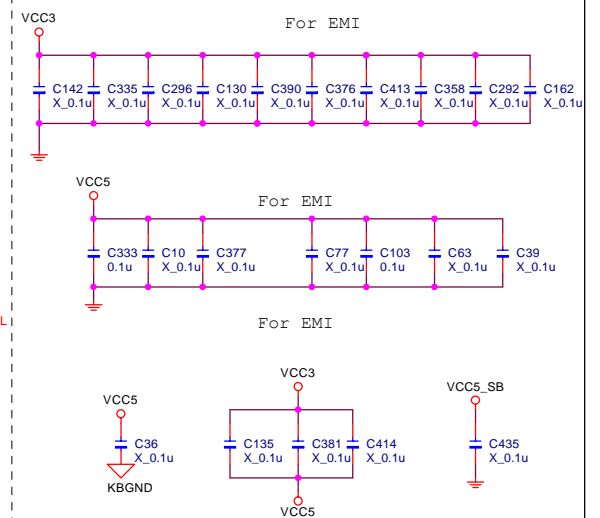 VCC3
For EMI
C142 C335 C296 C130 C390 C376 C413 C358 C292 C162
X_0.1u X_0.1u X_0.1u X_0.1u X_0.1u X_0.1u X_0.1u X_0.1u X_0.1u X_0.1u
VCC5
For EMI
C333 C10 C377 C77 C103 C63 C39
0.1u X_0.1u X_0.1u X_0.1u 0.1u X_0.1u X_0.1u
L
For EMI
VCC3
VCC5
VCC5_SB
C36 C135 C381 C414 C435
X_0.1u X_0.1u X_0.1u X_0.1u X_0.1u
KBGND
VCC5